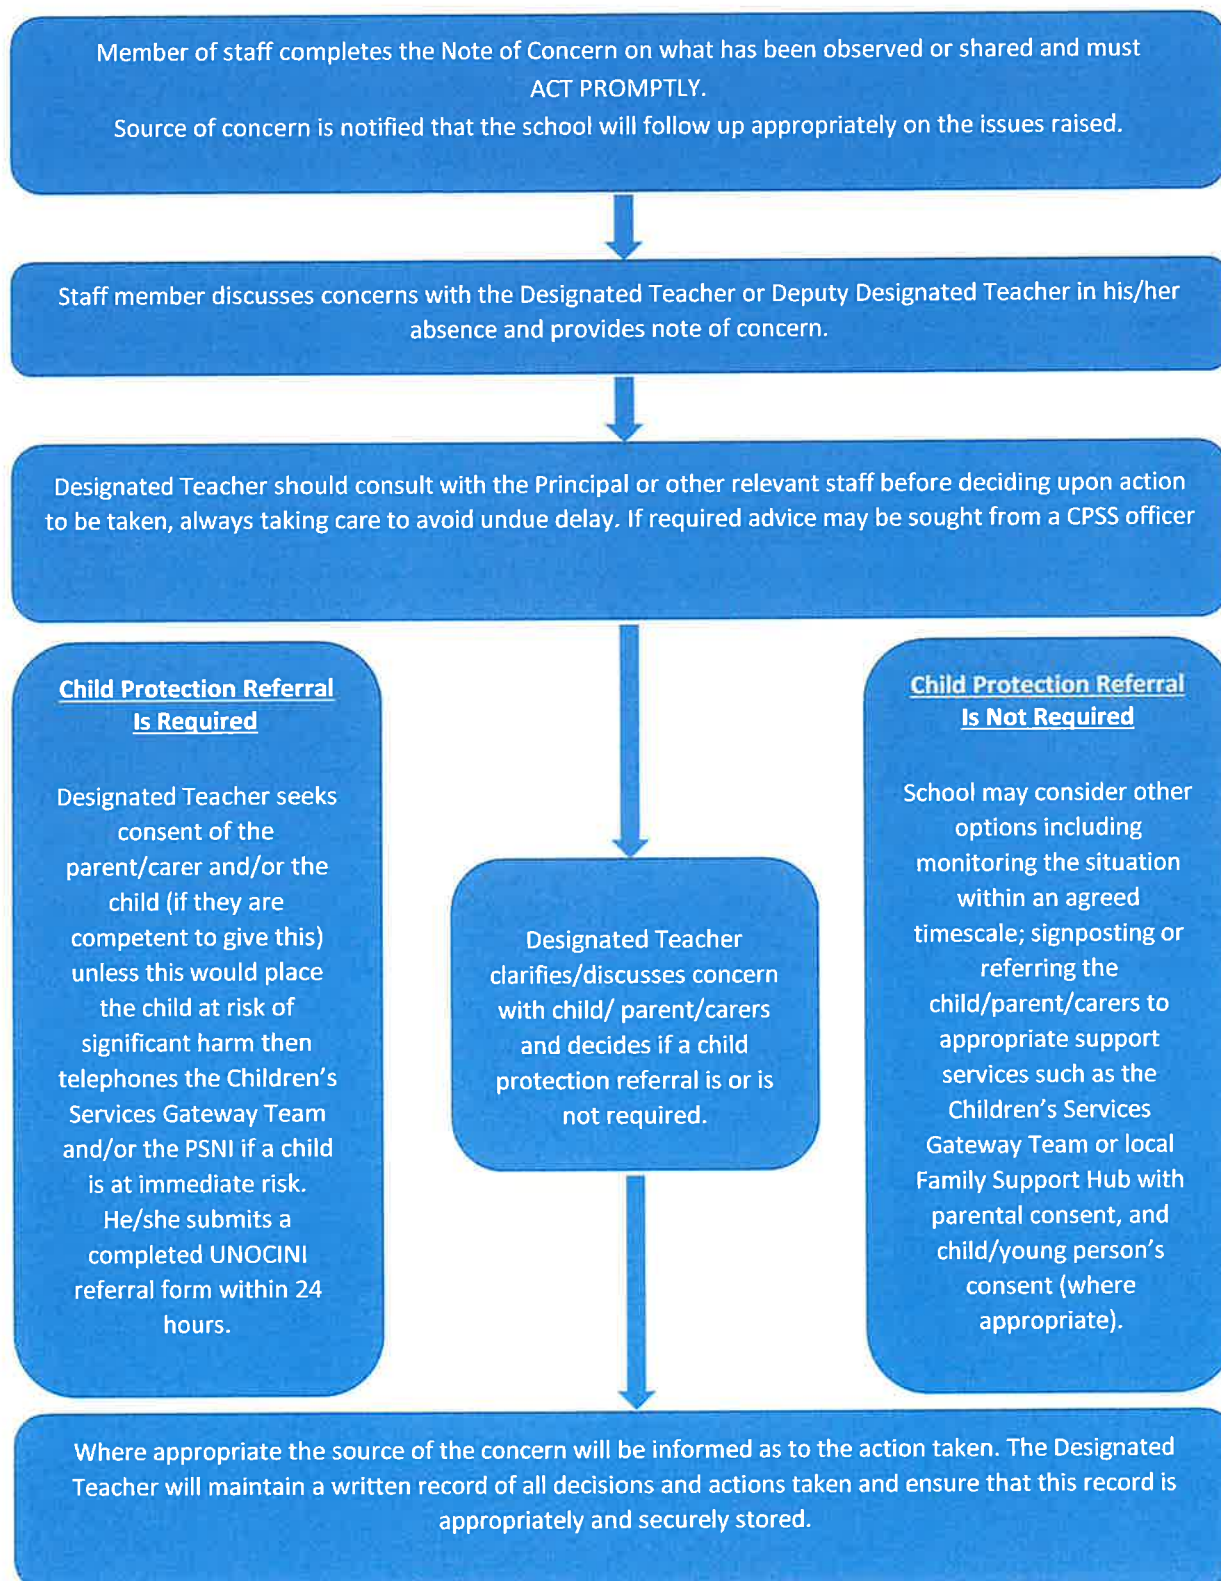 Member of staff completes the Note of Concern on what has been observed or shared and must
ACT PROMPTLY.
Source of concern is notified that the school will follow up appropriately on the issues raised.
Staff member discusses concerns with the Designated Teacher or Deputy Designated Teacher in his/her
absence and provides note of concern.
Designated Teacher should consult with the Principal or other relevant staff before deciding upon action
to be taken, always taking care to avoid undue delay. If required advice may be sought from a CPSS officer
Child Protection Referral
Is Required
Designated Teacher seeks
consent of the
parent/carer and/or the
child (if they are
competent to give this)
unless this would place
the child at risk of
significant harm then
telephones the Children's
Services Gateway Team
and/or the PSNI if a child
is at immediate risk.
He/she submits a
completed UNOCINI
referral form within 24
hours.
Designated Teacher
clarifies/discusses concern
with child/ parent/carers
and decides if a child
protection referral is or is
not required.
Child Protection Referral
Is Not Required
School may consider other
options including
monitoring the situation
within an agreed
timescale; signposting or
referring the
child/parent/carers to
appropriate support
services such as the
Children's Services
Gateway Team or local
Family Support Hub with
parental consent, and
child/young person's
consent (where
appropriate).
Where appropriate the source of the concern will be informed as to the action taken. The Designated
Teacher will maintain a written record of all decisions and actions taken and ensure that this record is
appropriately and securely stored.